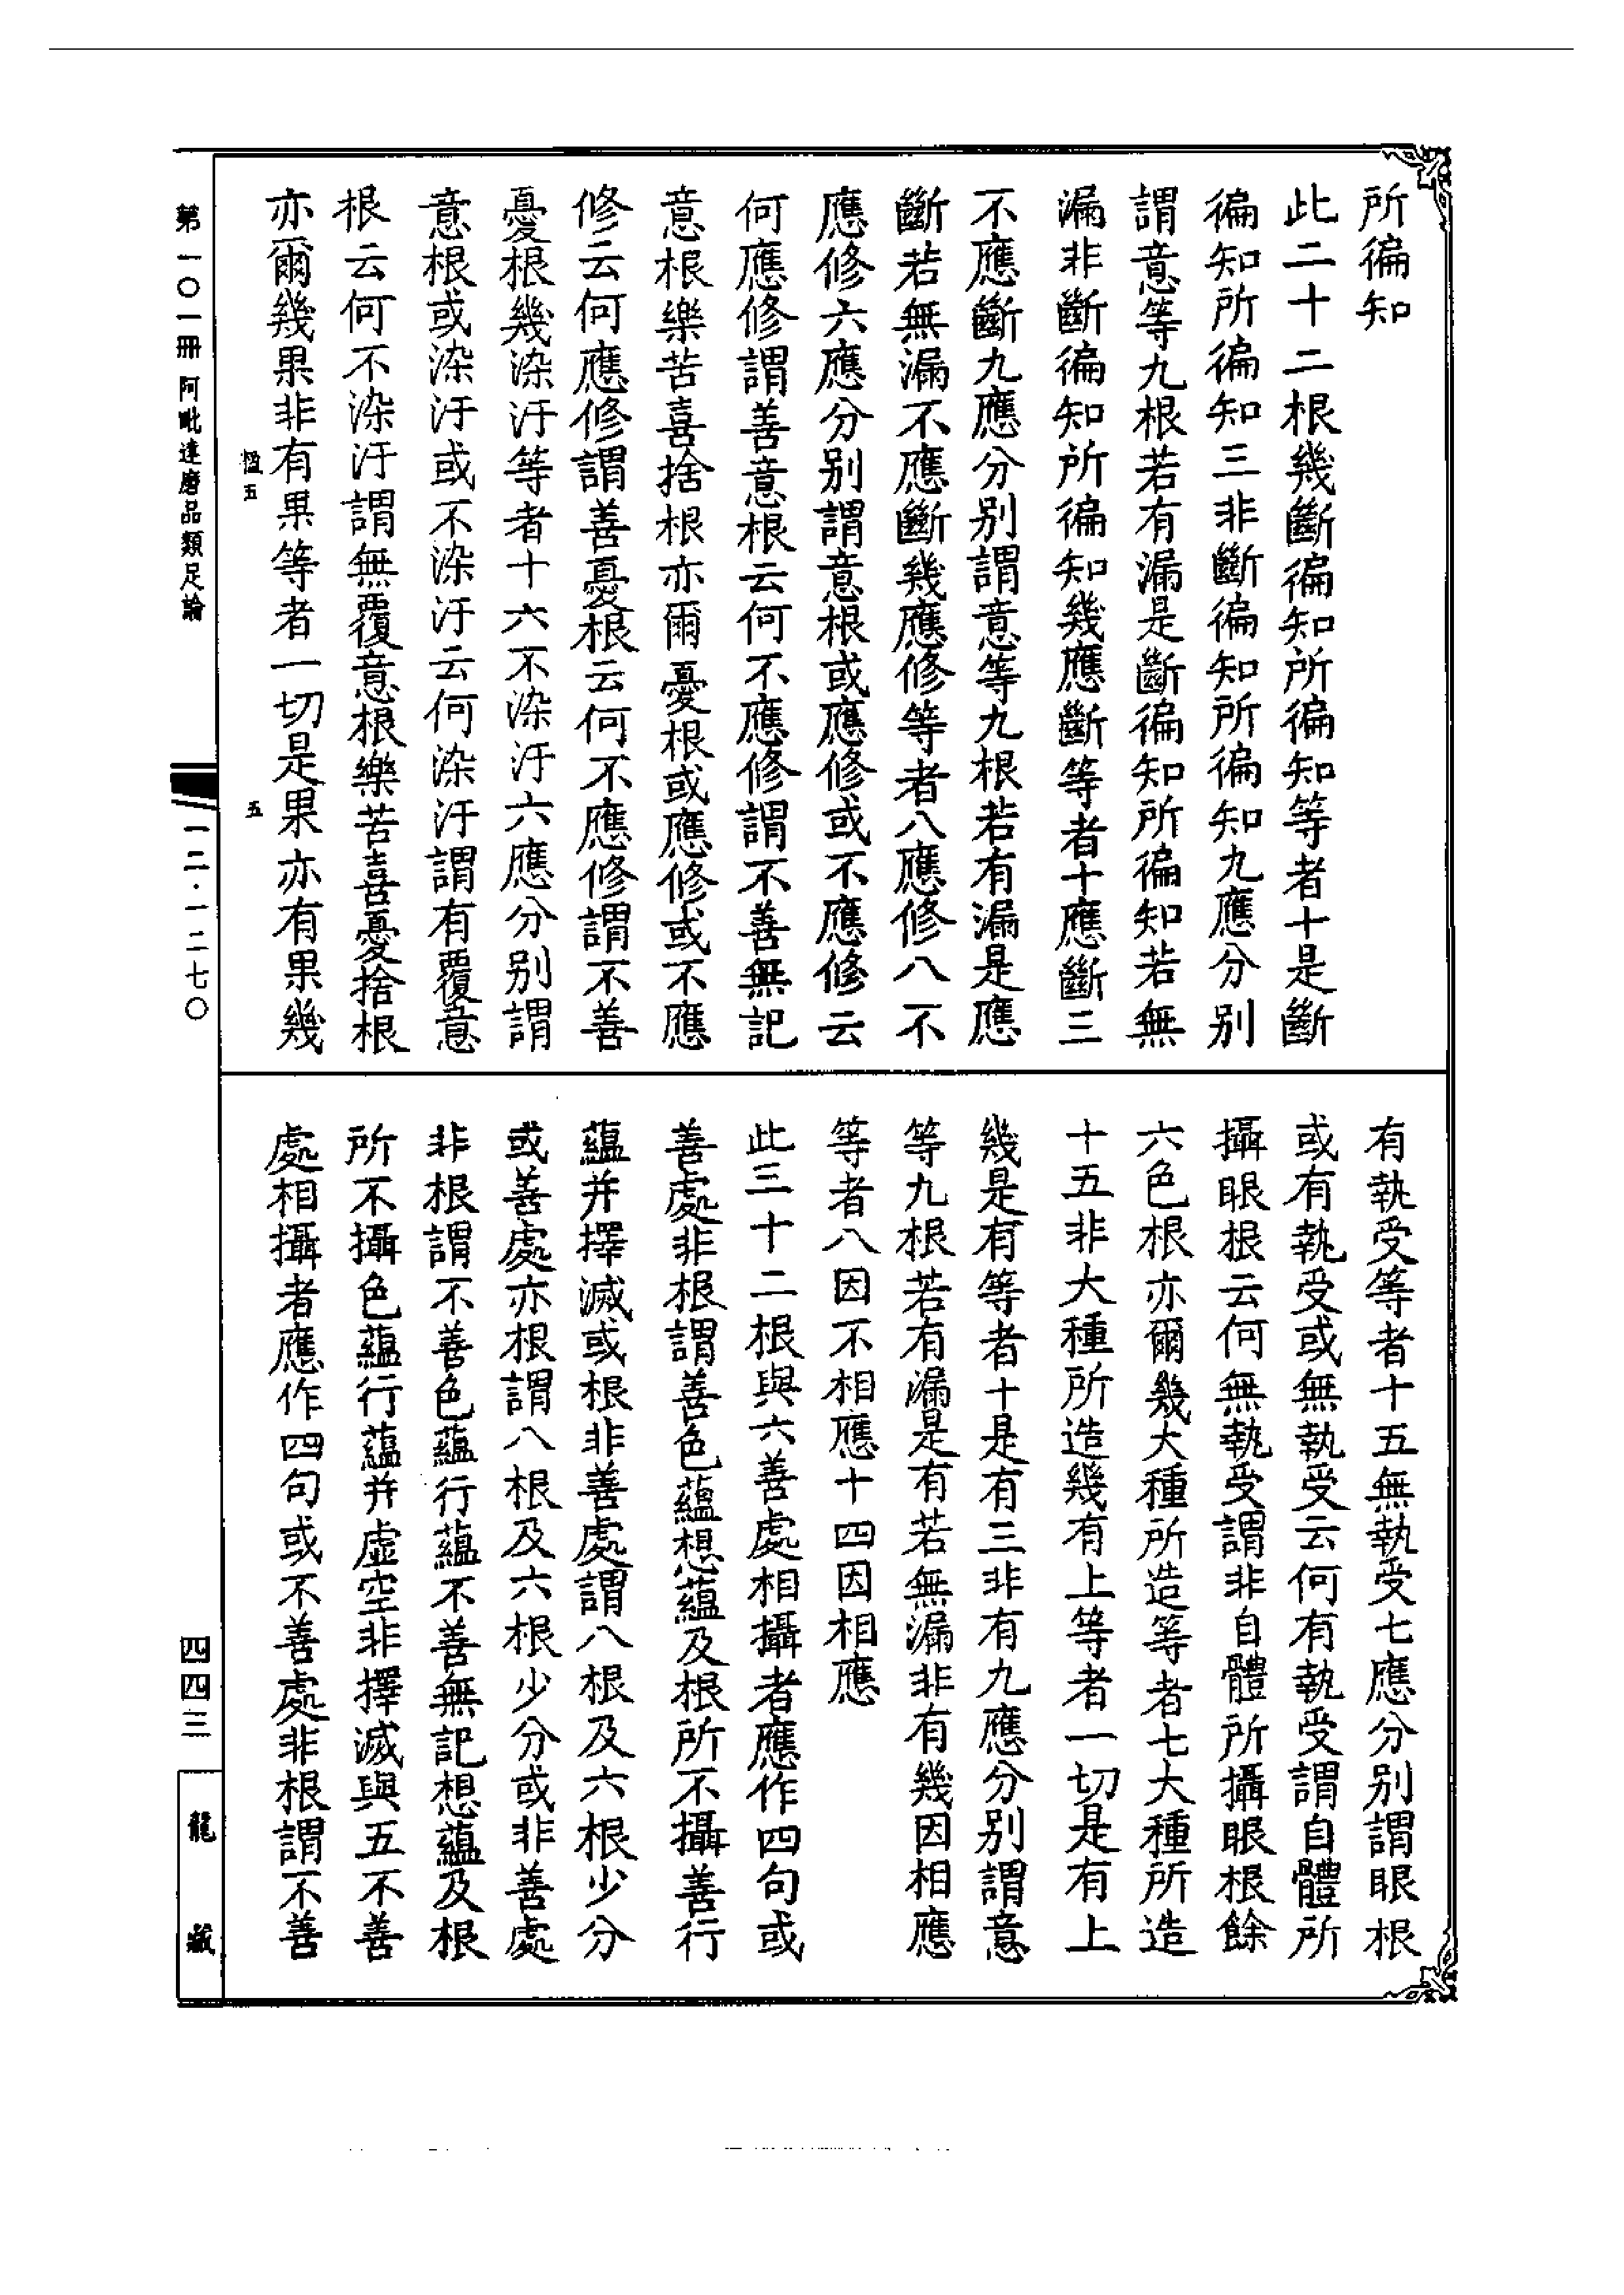 所徧知
此二十二根幾斷徧知所徧知等者十是斷
徧知所徧知三非斷徧知所徧知九應分別
謂意等九根若有漏是斷徧知所徧知若無
漏非斷徧知所徧知幾應斷等者十應斷三
不應斷九應分別謂意等九根若有漏是應
斷若無漏不應斷幾應修等者八應修八不
應修六應分別謂意根或應修或不應修云
何應修謂善意根云何不應修謂不善無記
意根樂苦喜捨根亦爾憂根或應修或不應
修云何應修謂善憂根云何不應修謂不善
憂根幾染汙等者十六不染汙六應分別謂
意根或染汙或不染汙云何染汙謂有覆意
根云何不染汙謂無覆意根樂苦喜憂捨根
亦爾幾果非有果等者一切是果亦有果幾
有執受等者十五無執受七應分別謂眼根
或有執受或無執受云何有執受謂自體所
攝眼根云何無執受謂非自體所攝眼根餘
六色根亦爾幾大種所造等者七大種所造
十五非大種所造幾有上等者一切是有上
幾是有等者十是有三非有九應分別謂意
等九根若有漏是有若無漏非有幾因相應
等者八因不相應十四因相應
此三十二根與六善處相攝者應作四句或
善處非根謂善色蘊想蘊及根所不攝善行
蘊并擇滅或根非善處謂八根及六根少分
或善處亦根謂八根及六根少分或非善處
非根謂不善色蘊行蘊不善無記想蘊及根
所不攝色蘊行蘊并虛空非擇滅與五不善
處相攝者應作四句或不善處非根謂不善
楹五
五
第一〇一冊 阿毗達磨品類足論
一二·一二七〇
四四三
龍藏